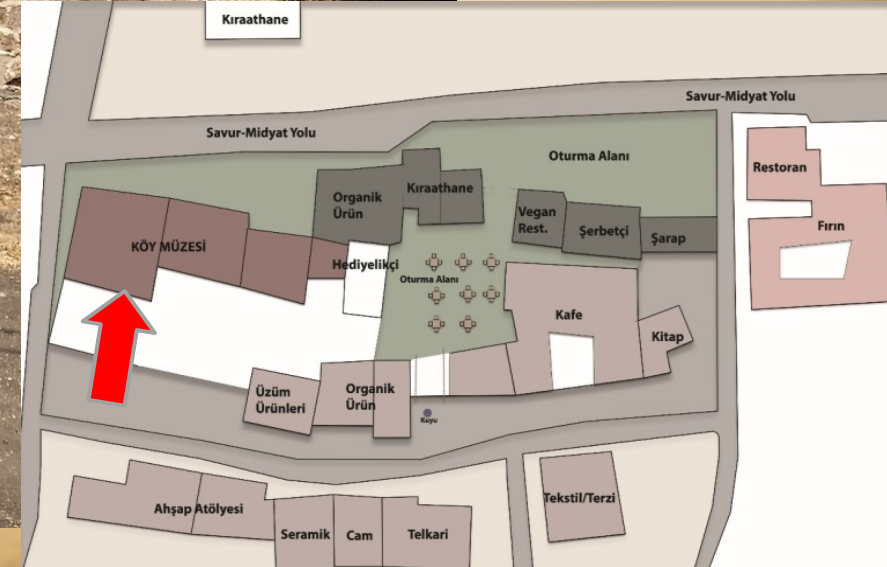 Kıraathane
Savur-Midyat Yolu
Savur-Midyat Yolu
Oturma Alanı
Restoran
Kıraathane
Organik
Ürün
Vegan
Rest.
Şerbetçi
Şarap
Fırın
KÖY MÜZESİ
Hediyelikçi
Oturma Alanı
Kafe
Kitap
Üzüm
Ürünleri
Organik
Ürün
Kuyu
Tekstil/Terzi
Ahşap Atölyesi
Seramik
Cam
Telkari